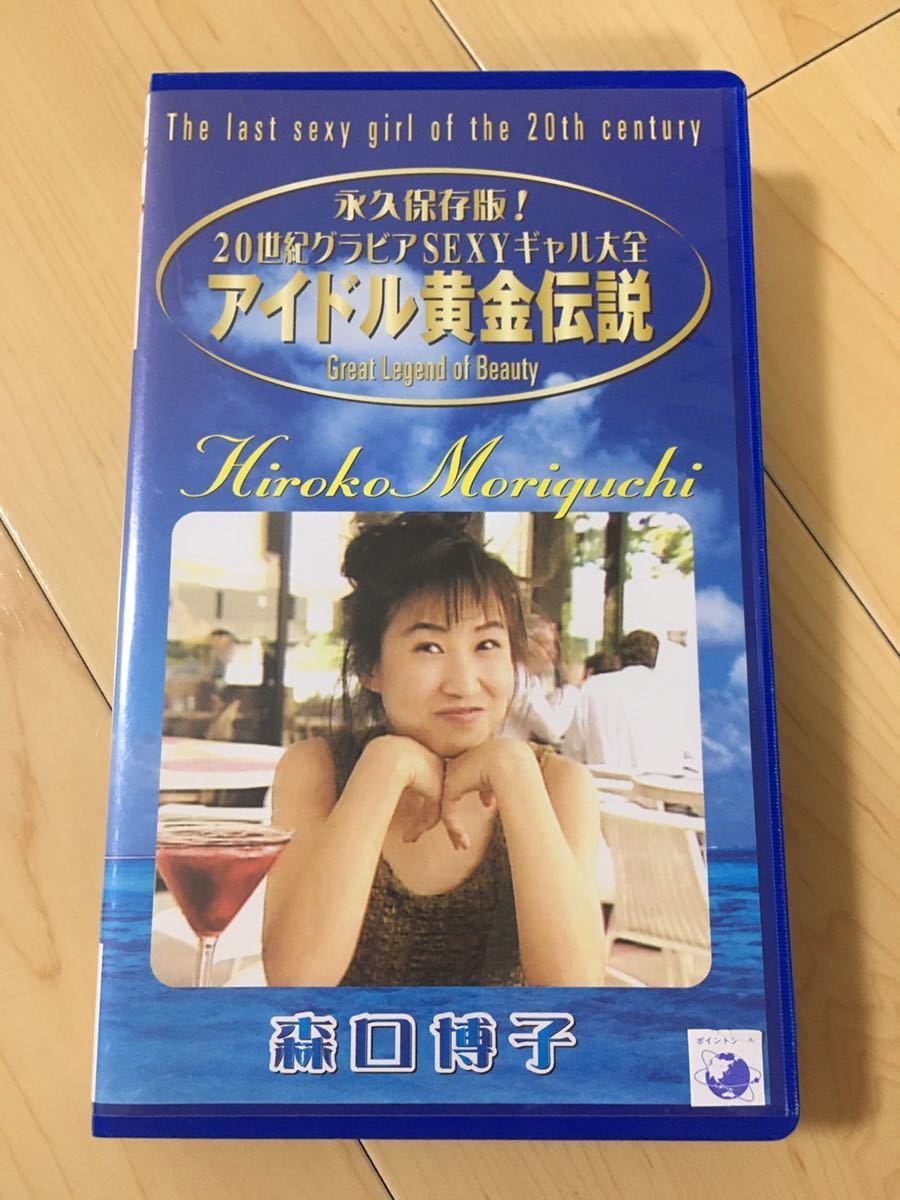 The last sexy girl of the 20th century
永久保存版!
20世紀グラビアSEXYギャル大全
アイドル黄金伝説
Great Legend of Beauty
Hiroko Moriguchi
森口博子
ポイントシール